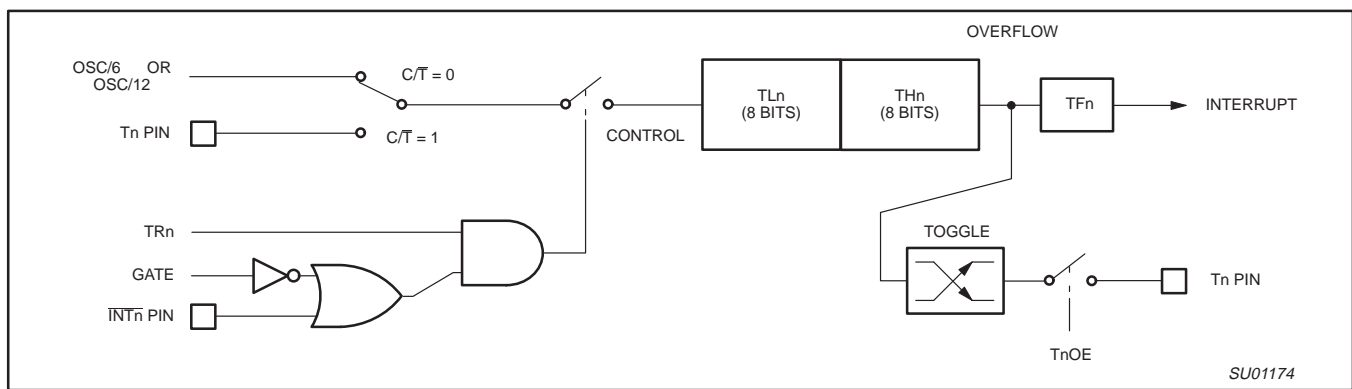 OVERFLOW
OSC/6 OR
OSC/12
C/T̅ = 0
TLn
(8 BITS)
THn
(8 BITS)
TFn
INTERRUPT
Tn PIN
C/T̅ = 1
CONTROL
TRn
TOGGLE
GATE
Tn PIN
I̅N̅T̅n̅ PIN
TnOE
SU01174